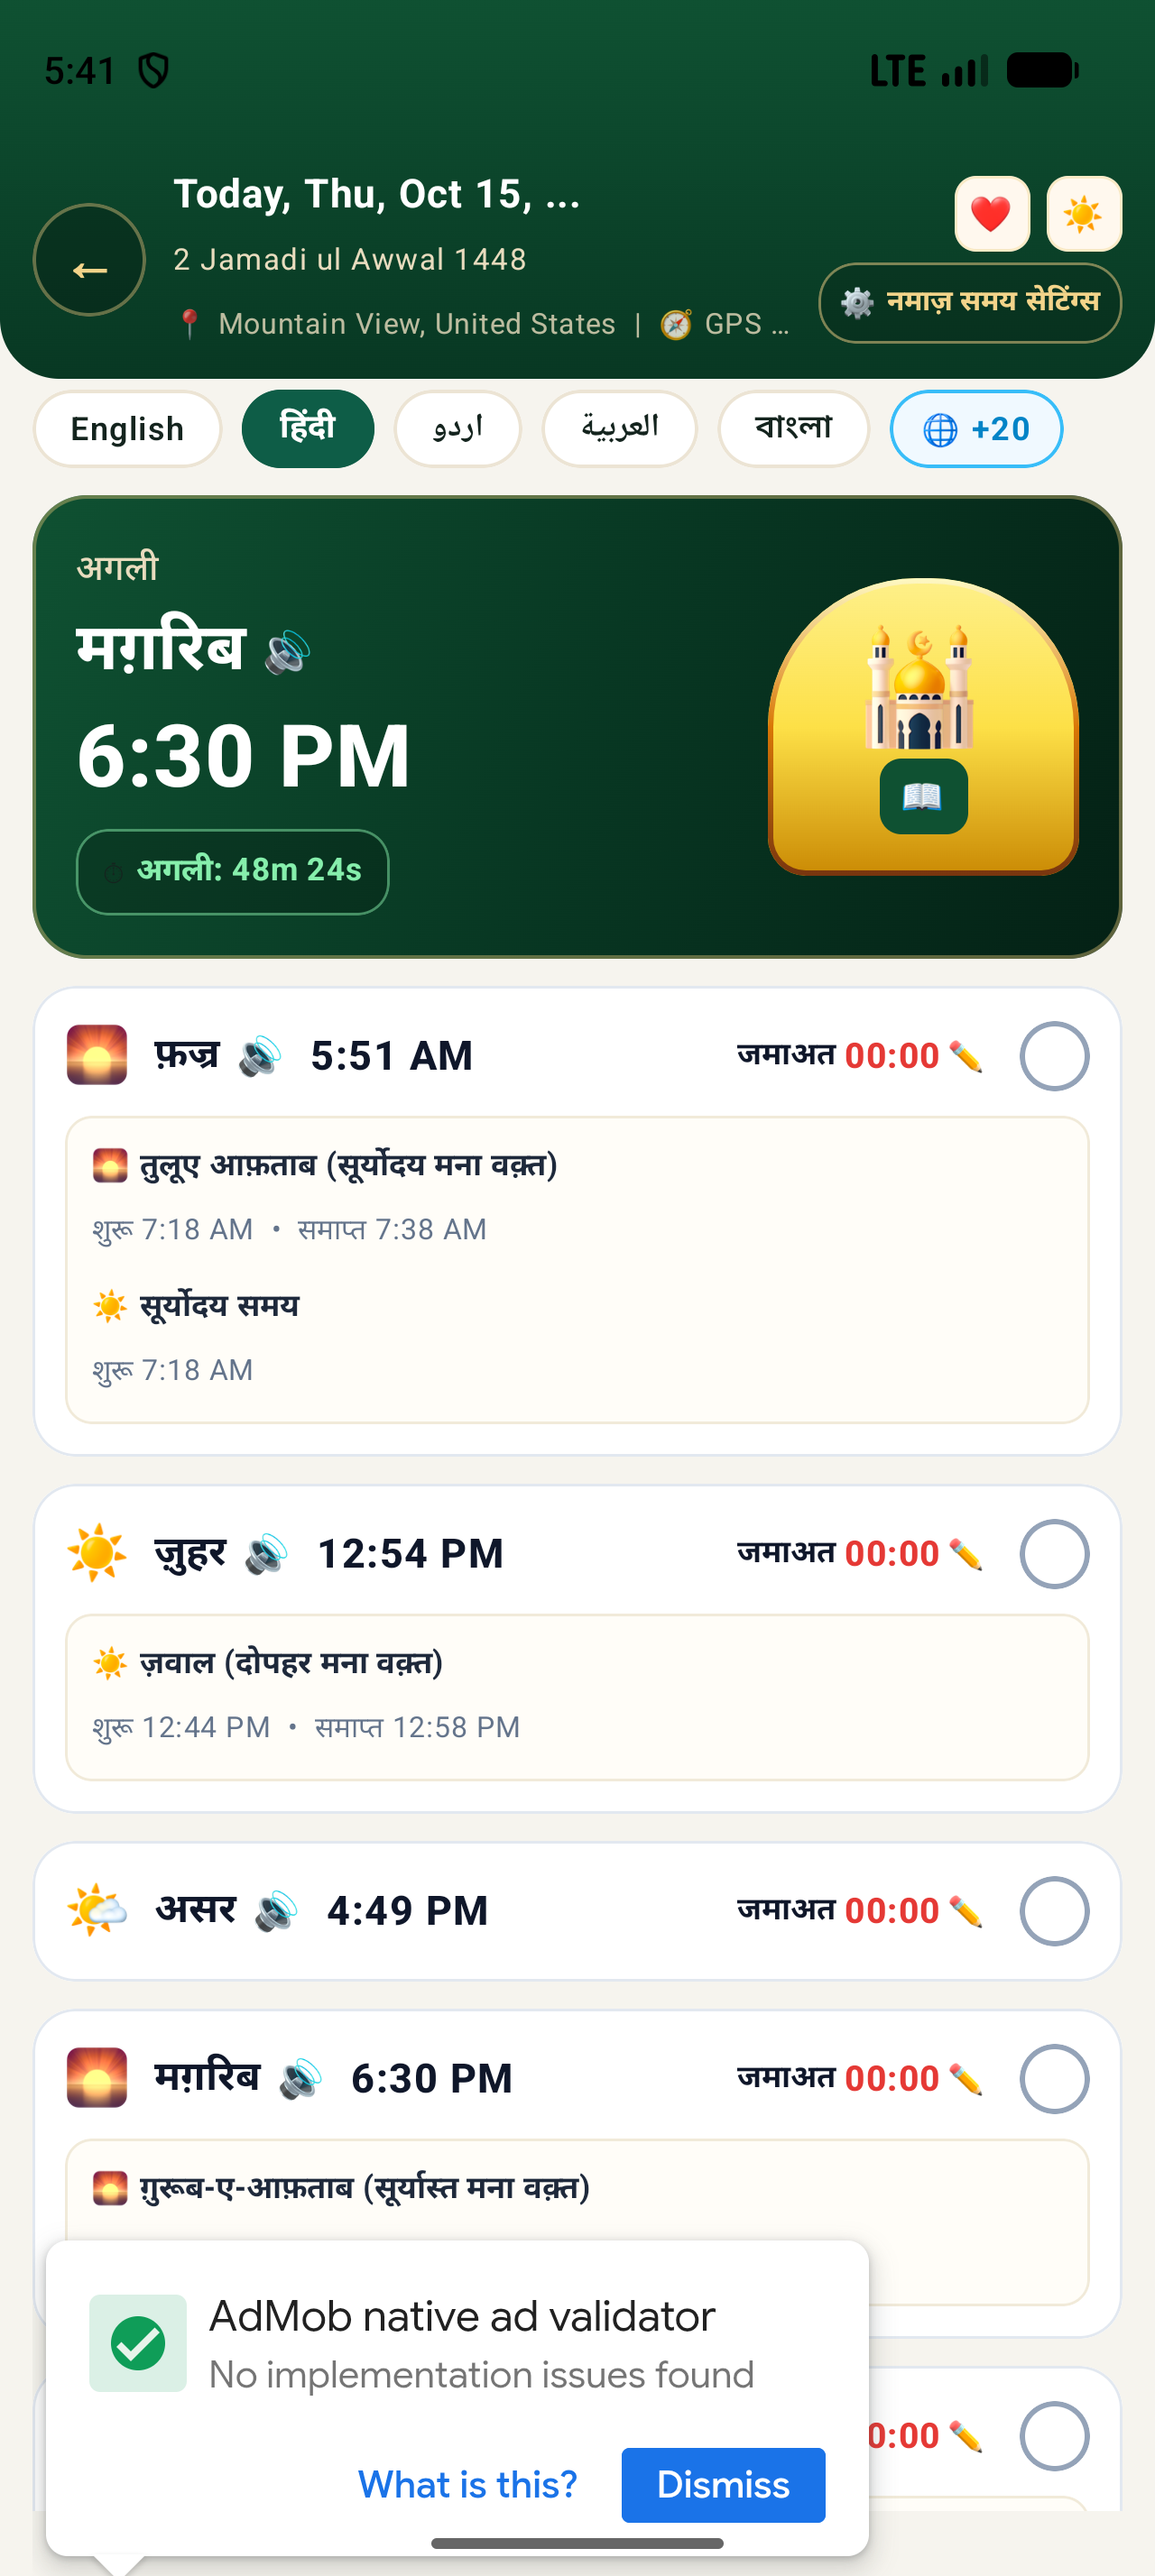 5:41
LTE
Today, Thu, Oct 15, ...
2 Jamadi ul Awwal 1448
Mountain View, United States | GPS ...
नमाज़ समय सेटिंग्स
English
हिंदी
اردو
العربية
বাংলা
+20
अगली
मग़रिब
6:30 PM
अगली: 48m 24s
फ़ज्र 5:51 AM
जमाअत 00:00
तुलूए आफ़ताब (सूर्योदय मना वक़्त)
शुरू 7:18 AM • समाप्त 7:38 AM
सूर्योदय समय
शुरू 7:18 AM
ज़ुहर 12:54 PM
जमाअत 00:00
ज़वाल (दोपहर मना वक़्त)
शुरू 12:44 PM • समाप्त 12:58 PM
असर 4:49 PM
जमाअत 00:00
मग़रिब 6:30 PM
जमाअत 00:00
ग़ुरूब-ए-आफ़ताब (सूर्यास्त मना वक़्त)
AdMob native ad validator
No implementation issues found
What is this?
Dismiss